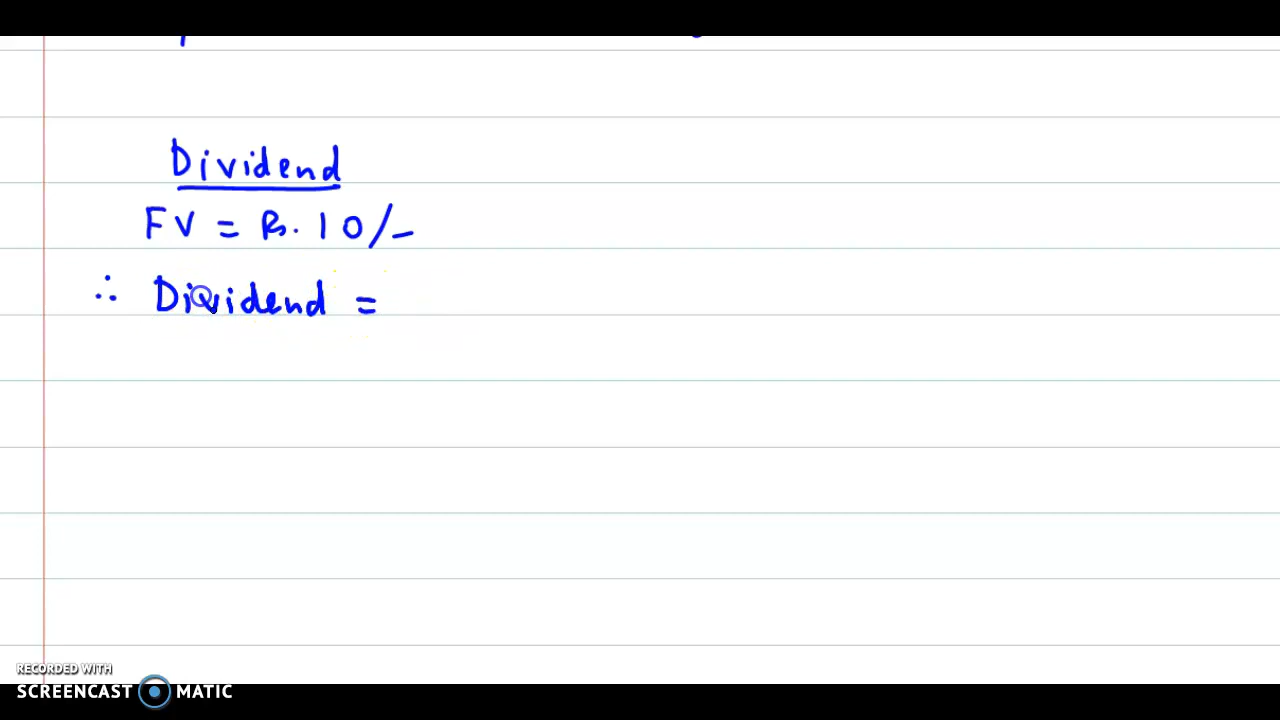 Dividend
FV = Rs. 10/-
∴ Dividend =
RECORDED WITH
SCREENCAST MATIC